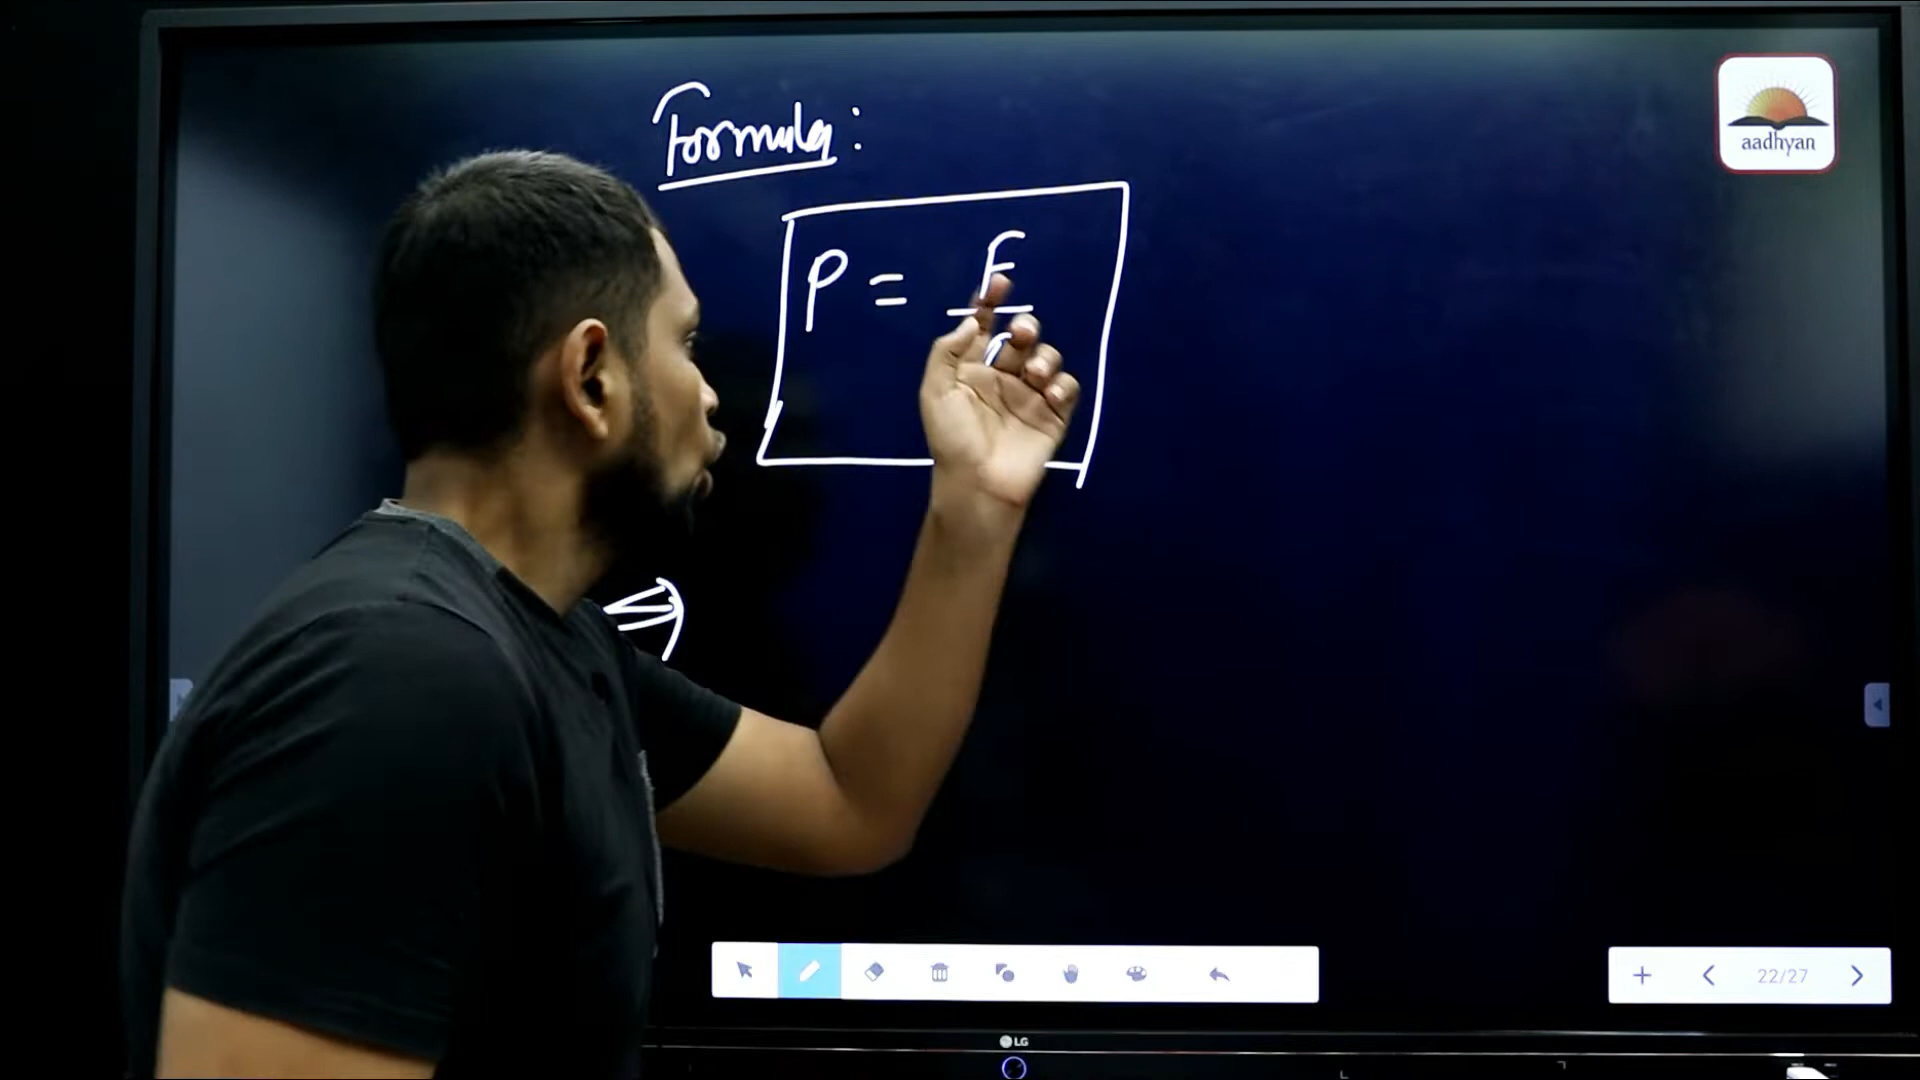 Formula:
aadhyan
P = F
22/27
LG